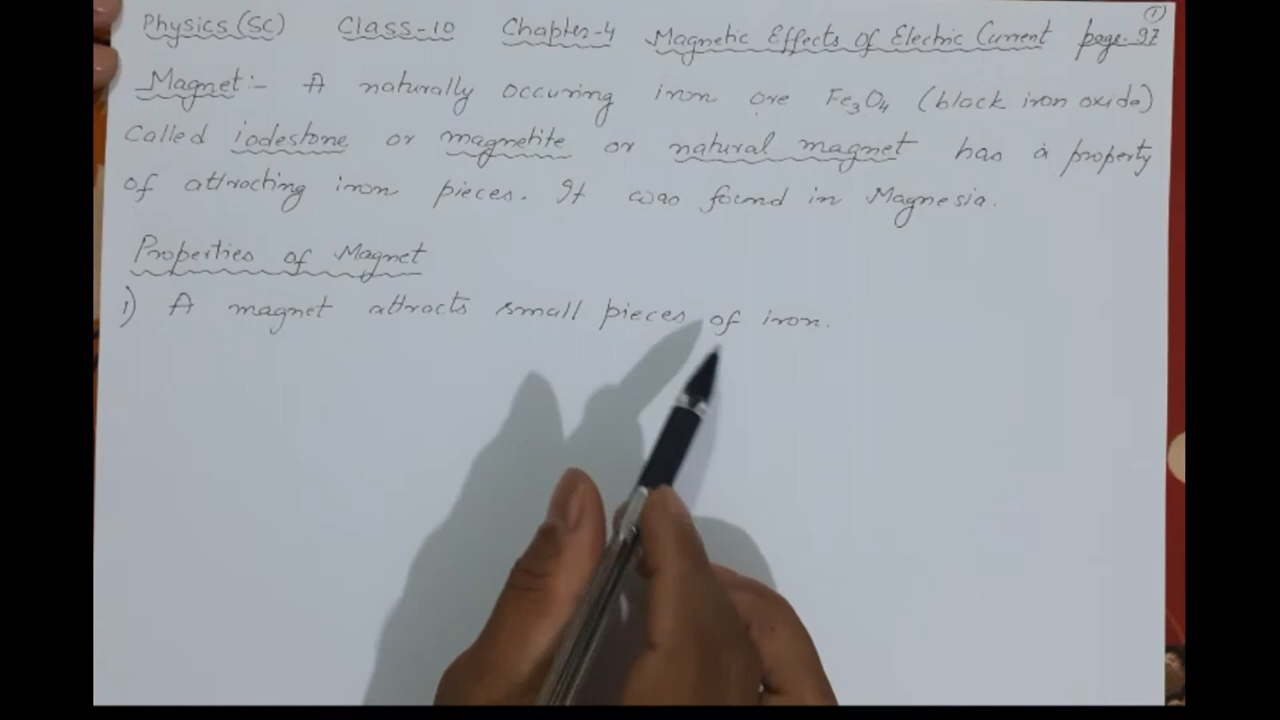 ①
Physics (SC) Class-10 Chapter-4 Magnetic Effects Of Electric Current page. 97
Magnet:- A naturally occuring iron ore Fe₃O₄ (black iron oxide)
called iodestone or magnetite or natural magnet has a property
of attracting iron pieces. It was found in Magnesia.
Properties of Magnet
1) A magnet attracts small pieces of iron.